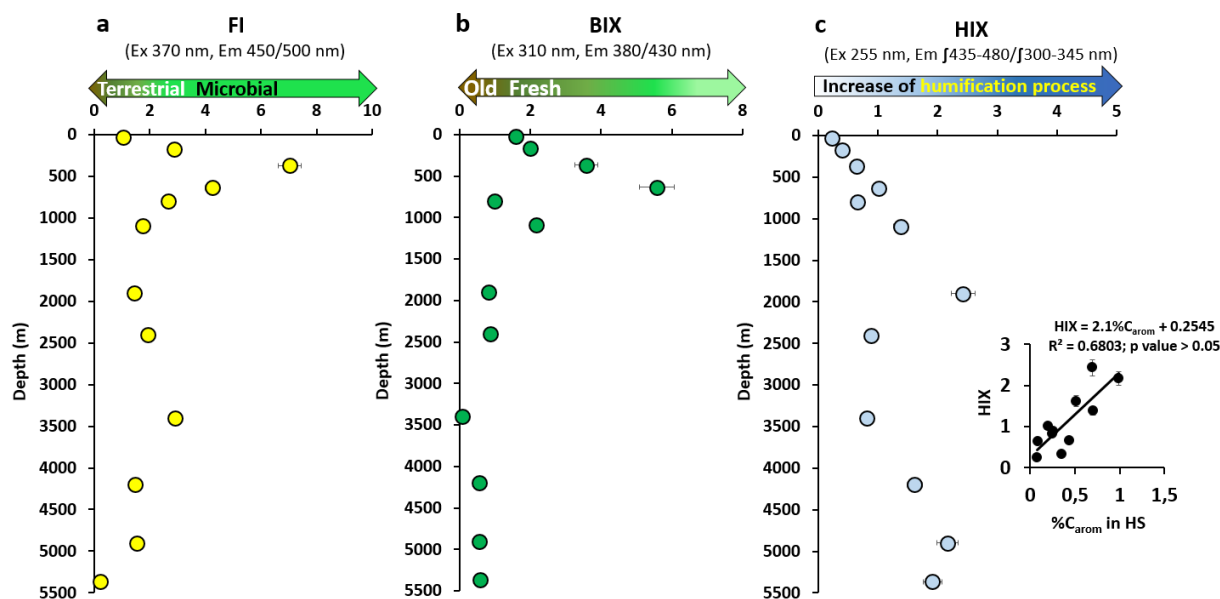 a
FI
(Ex 370 nm, Em 450/500 nm)
Terrestrial Microbial
0 2 4 6 8 10
0
500
1000
1500
2000
2500
3000
3500
4000
4500
5000
5500
Depth (m)
b
BIX
(Ex 310 nm, Em 380/430 nm)
Old Fresh
0 2 4 6 8
0
500
1000
1500
2000
2500
3000
3500
4000
4500
5000
5500
Depth (m)
c
HIX
(Ex 255 nm, Em ∫435-480/∫300-345 nm)
Increase of humification process
0 1 2 3 4 5
0
500
1000
1500
2000
2500
3000
3500
4000
4500
5000
5500
Depth (m)
HIX = 2.1%Carom + 0.2545
R² = 0.6803; p value > 0.05
3
2
1
0
HIX
0 0,5 1 1,5
%Carom in HS